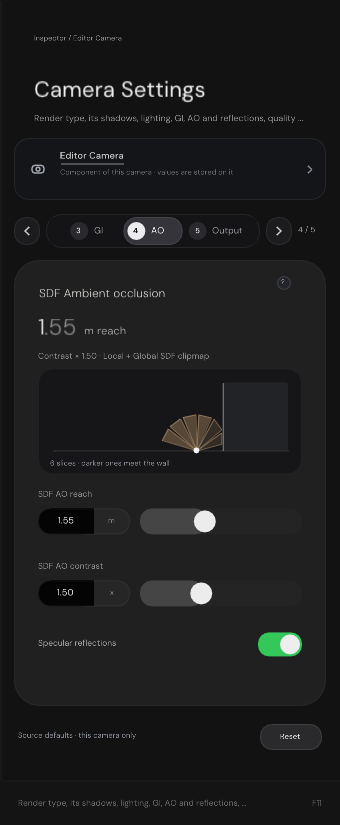 Inspector / Editor Camera
Camera Settings
Render type, its shadows, lighting, GI, AO and reflections, quality ...
Editor Camera
Component of this camera · values are stored on it
3 GI 4 AO 5 Output 4 / 5
?
SDF Ambient occlusion
1.55 m reach
Contrast × 1.50 · Local + Global SDF clipmap
6 slices · darker ones meet the wall
SDF AO reach
1.55 m
SDF AO contrast
1.50 x
Specular reflections
Source defaults · this camera only
Reset
Render type, its shadows, lighting, GI, AO and reflections, ...
F11